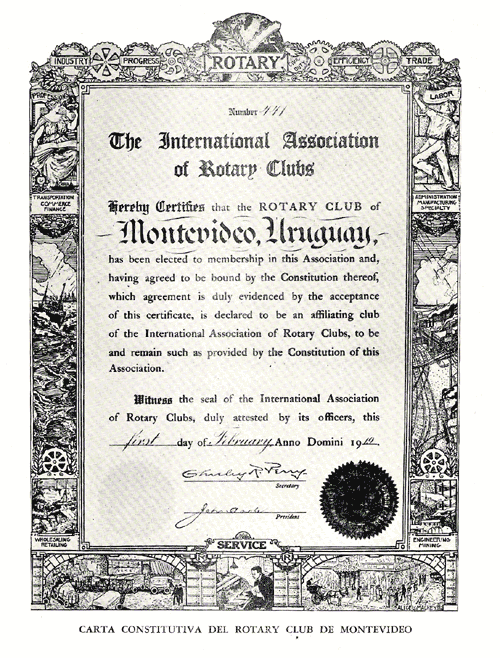 INDUSTRY PROGRESS ROTARY EFFICIENCY TRADE
LABOR
Number 441
The International Association
of Rotary Clubs
TRANSPORTATION
COMMERCE
FINANCE
ADMINISTRATION
MANUFACTURING
SPECIALTY
Hereby Certifies that the ROTARY CLUB of
Montevideo, Uruguay,
has been elected to membership in this Association and,
having agreed to be bound by the Constitution thereof,
which agreement is duly evidenced by the acceptance
of this certificate, is declared to be an affiliating club
of the International Association of Rotary Clubs, to be
and remain such as provided by the Constitution of this
Association.
Witness the seal of the International Association
of Rotary Clubs, duly attested by its officers, this
first day of February, Anno Domini 1919.
Secretary
President
WHOLESALING
RETAILING
SERVICE
ENGINEERING
MINING
CARTA CONSTITUTIVA DEL ROTARY CLUB DE MONTEVIDEO